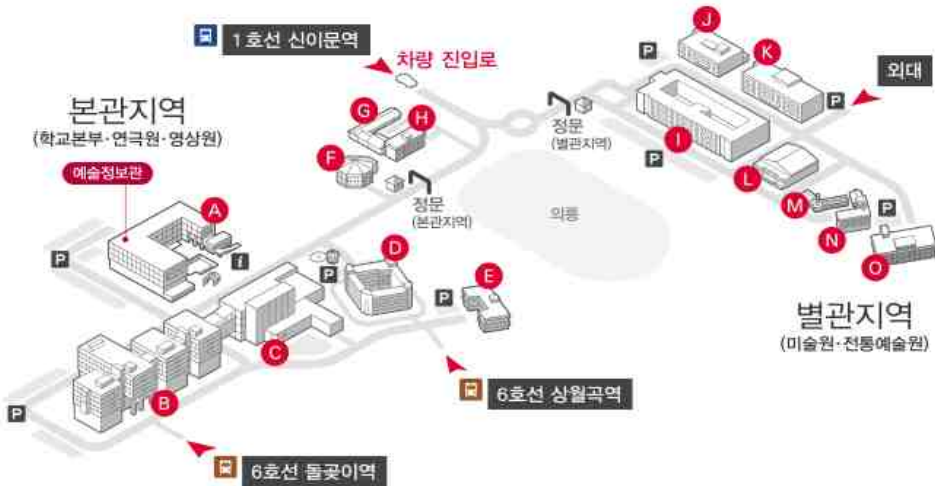 1호선 신이문역
차량 진입로
J
K
P
외대
본관지역
(학교본부·연극원·영상원)
G
H
정문
(별관지역)
P
I
P
예술정보관
F
L
A
정문
(본관지역)
의릉
M
P
N
P
i
D
P
E
P
O
별관지역
(미술원·전통예술원)
C
6호선 상월곡역
B
P
6호선 돌곶이역